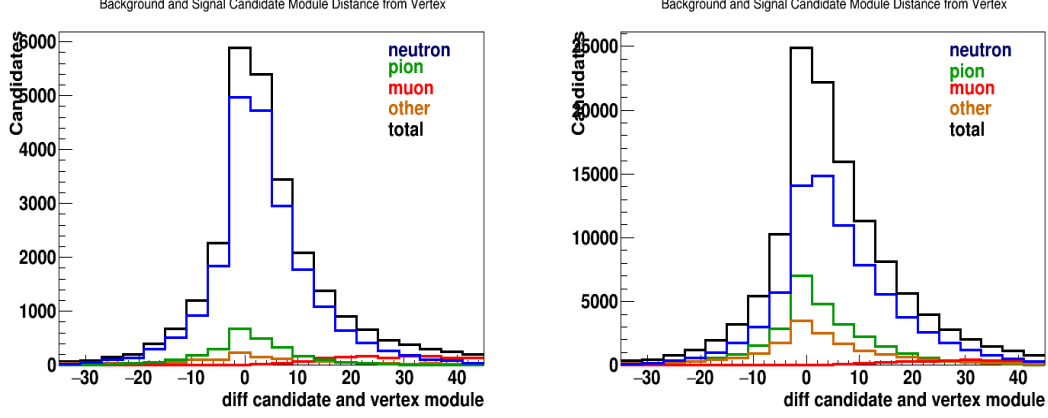 Background and Signal Candidate Module Distance from Vertex
Candidates
6000
5000
4000
3000
2000
1000
0
neutron
pion
muon
other
total
−30 −20 −10 0 10 20 30 40
diff candidate and vertex module
Background and Signal Candidate Module Distance from Vertex
Candidates
25000
20000
15000
10000
5000
0
neutron
pion
muon
other
total
−30 −20 −10 0 10 20 30 40
diff candidate and vertex module